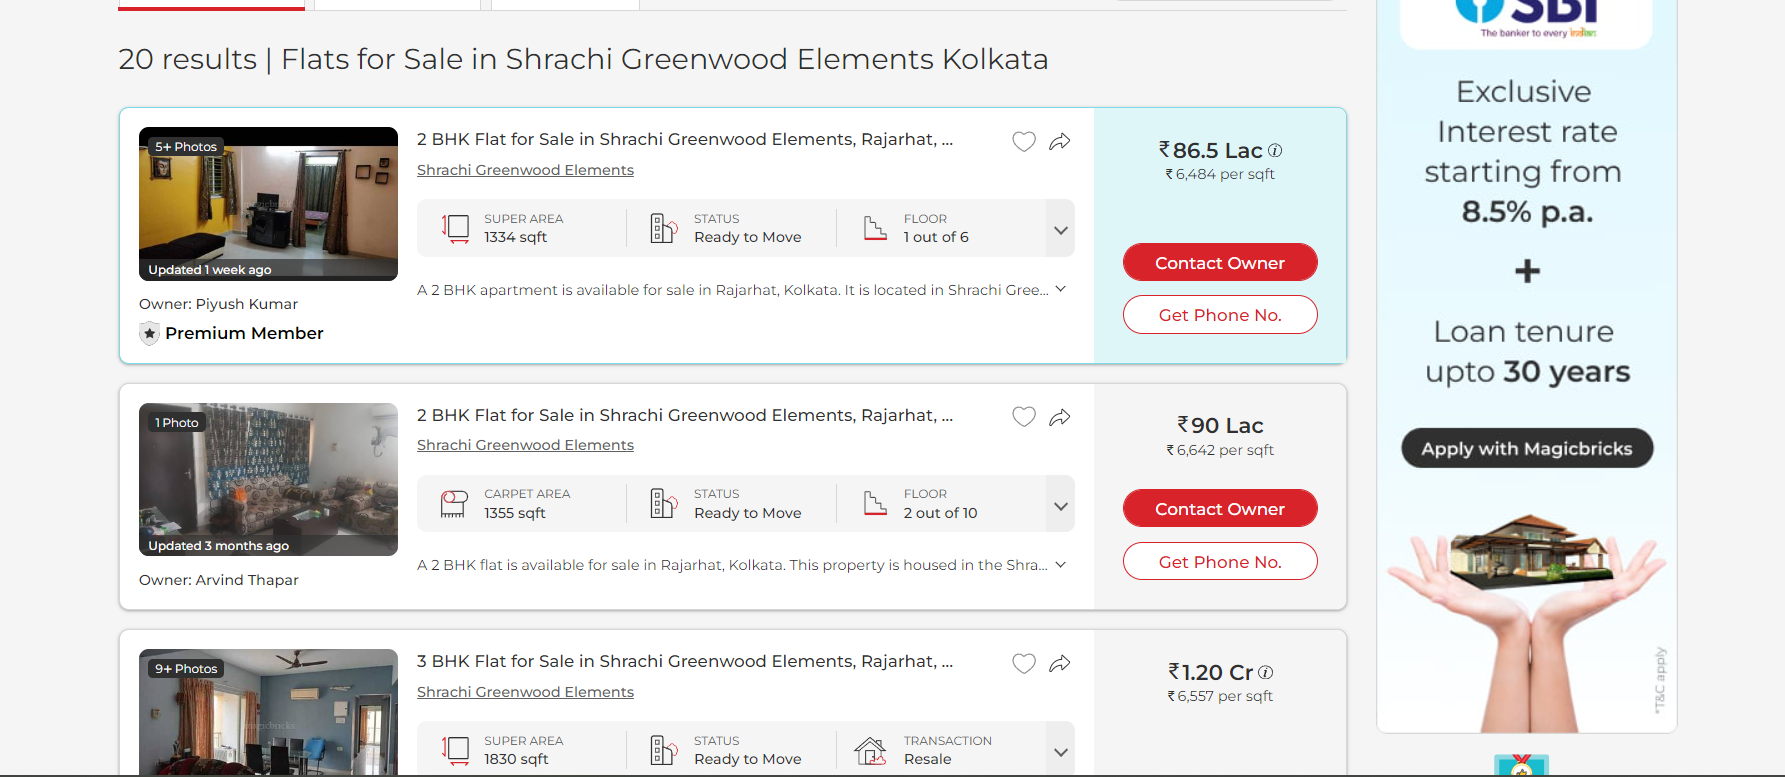 20 results | Flats for Sale in Shrachi Greenwood Elements Kolkata
5+ Photos
Updated 1 week ago
Owner: Piyush Kumar
Premium Member
2 BHK Flat for Sale in Shrachi Greenwood Elements, Rajarhat, ...
Shrachi Greenwood Elements
SUPER AREA
1334 sqft
STATUS
Ready to Move
FLOOR
1 out of 6
A 2 BHK apartment is available for sale in Rajarhat, Kolkata. It is located in Shrachi Gree...
₹86.5 Lac
₹6,484 per sqft
Contact Owner
Get Phone No.
1 Photo
Updated 3 months ago
Owner: Arvind Thapar
2 BHK Flat for Sale in Shrachi Greenwood Elements, Rajarhat, ...
Shrachi Greenwood Elements
CARPET AREA
1355 sqft
STATUS
Ready to Move
FLOOR
2 out of 10
A 2 BHK flat is available for sale in Rajarhat, Kolkata. This property is housed in the Shra...
₹90 Lac
₹6,642 per sqft
Contact Owner
Get Phone No.
9+ Photos
3 BHK Flat for Sale in Shrachi Greenwood Elements, Rajarhat, ...
Shrachi Greenwood Elements
SUPER AREA
1830 sqft
STATUS
Ready to Move
TRANSACTION
Resale
₹1.20 Cr
₹6,557 per sqft
SBI
The banker to every indian
Exclusive
Interest rate
starting from
8.5% p.a.
+
Loan tenure
upto 30 years
Apply with Magicbricks
*T&C apply